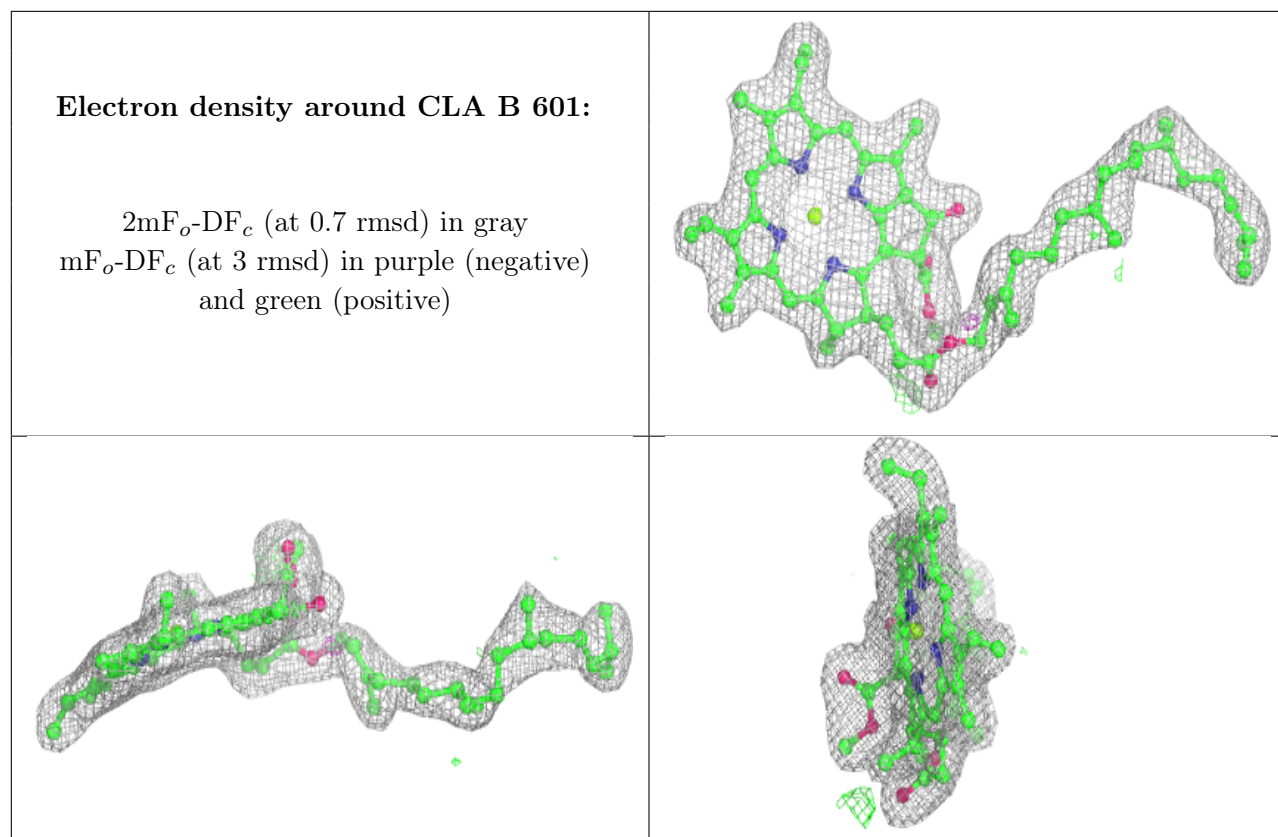 Electron density around CLA B 601:
2mFₒ-DF𝒸 (at 0.7 rmsd) in gray
mFₒ-DF𝒸 (at 3 rmsd) in purple (negative)
and green (positive)